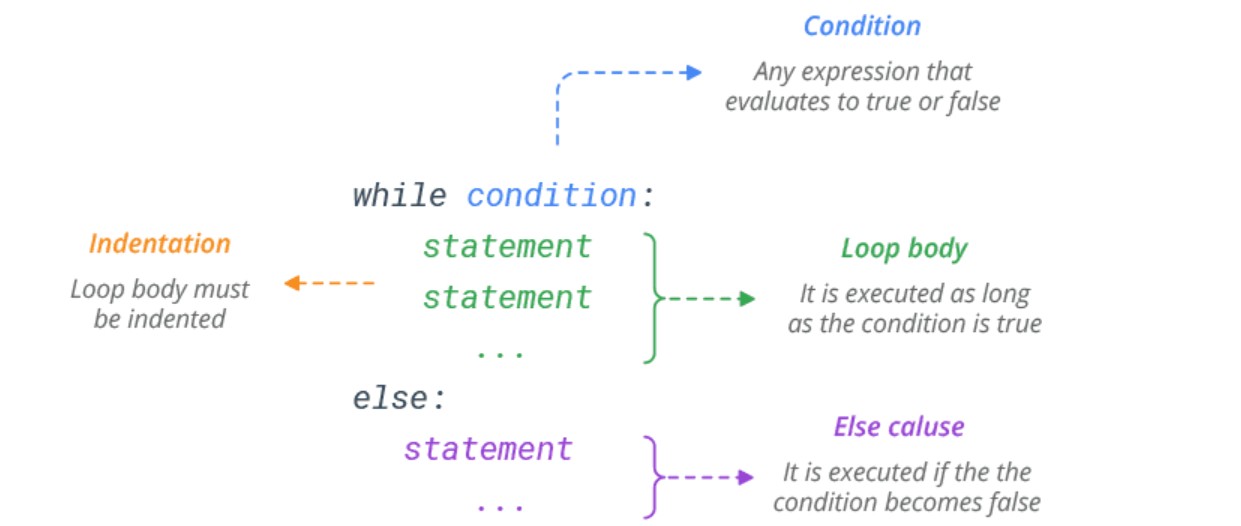 Condition
Any expression that
evaluates to true or false
while condition:
Indentation
Loop body must
be indented
statement
statement
...
Loop body
It is executed as long
as the condition is true
else:
statement
...
Else caluse
It is executed if the the
condition becomes false